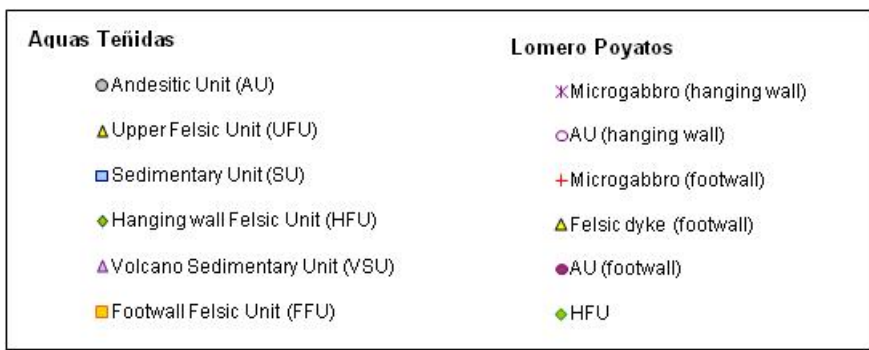 Aguas Teñidas
Andesitic Unit (AU)
Upper Felsic Unit (UFU)
Sedimentary Unit (SU)
Hanging wall Felsic Unit (HFU)
Volcano Sedimentary Unit (VSU)
Footwall Felsic Unit (FFU)
Lomero Poyatos
Microgabbro (hanging wall)
AU (hanging wall)
Microgabbro (footwall)
Felsic dyke (footwall)
AU (footwall)
HFU